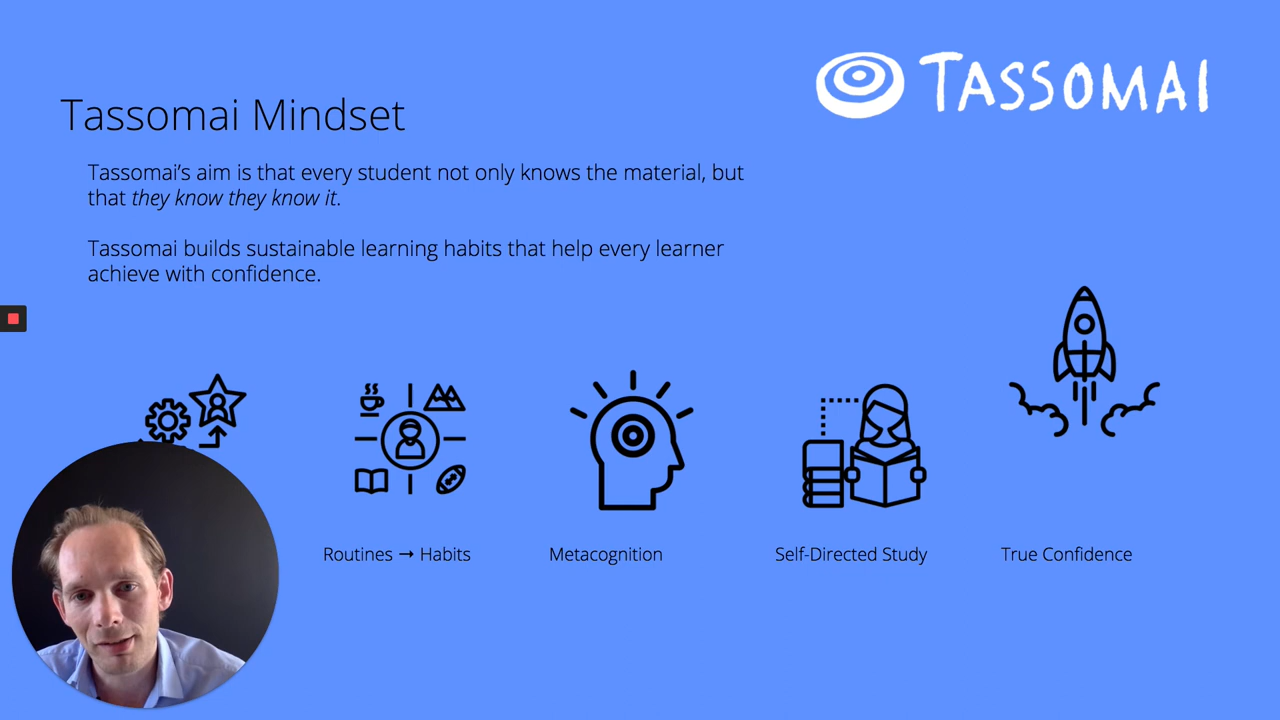 TASSOMAI
Tassomai Mindset
Tassomai’s aim is that every student not only knows the material, but
that they know they know it.
Tassomai builds sustainable learning habits that help every learner
achieve with confidence.
Routines → Habits
Metacognition
Self-Directed Study
True Confidence